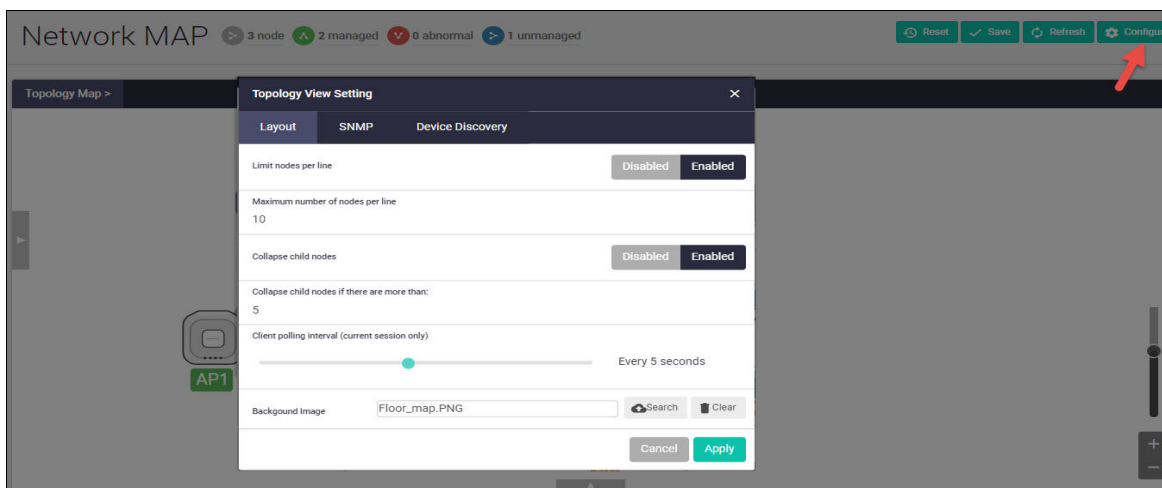 Network MAP 3 node 2 managed 0 abnormal 1 unmanaged Reset Save Refresh Configur
Topology Map >
Topology View Setting
Layout SNMP Device Discovery
Limit nodes per line Disabled Enabled
Maximum number of nodes per line
10
Collapse child nodes Disabled Enabled
Collapse child nodes if there are more than:
5
Client polling interval (current session only)
Every 5 seconds
AP1
Backgound Image Floor_map.PNG Search Clear
Cancel Apply